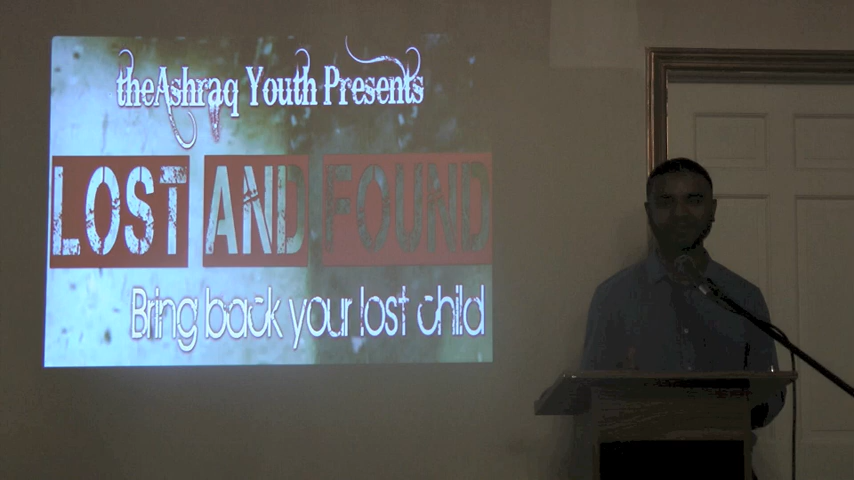 theAshraq Youth Presents
LOST AND FOUND
Bring back your lost child